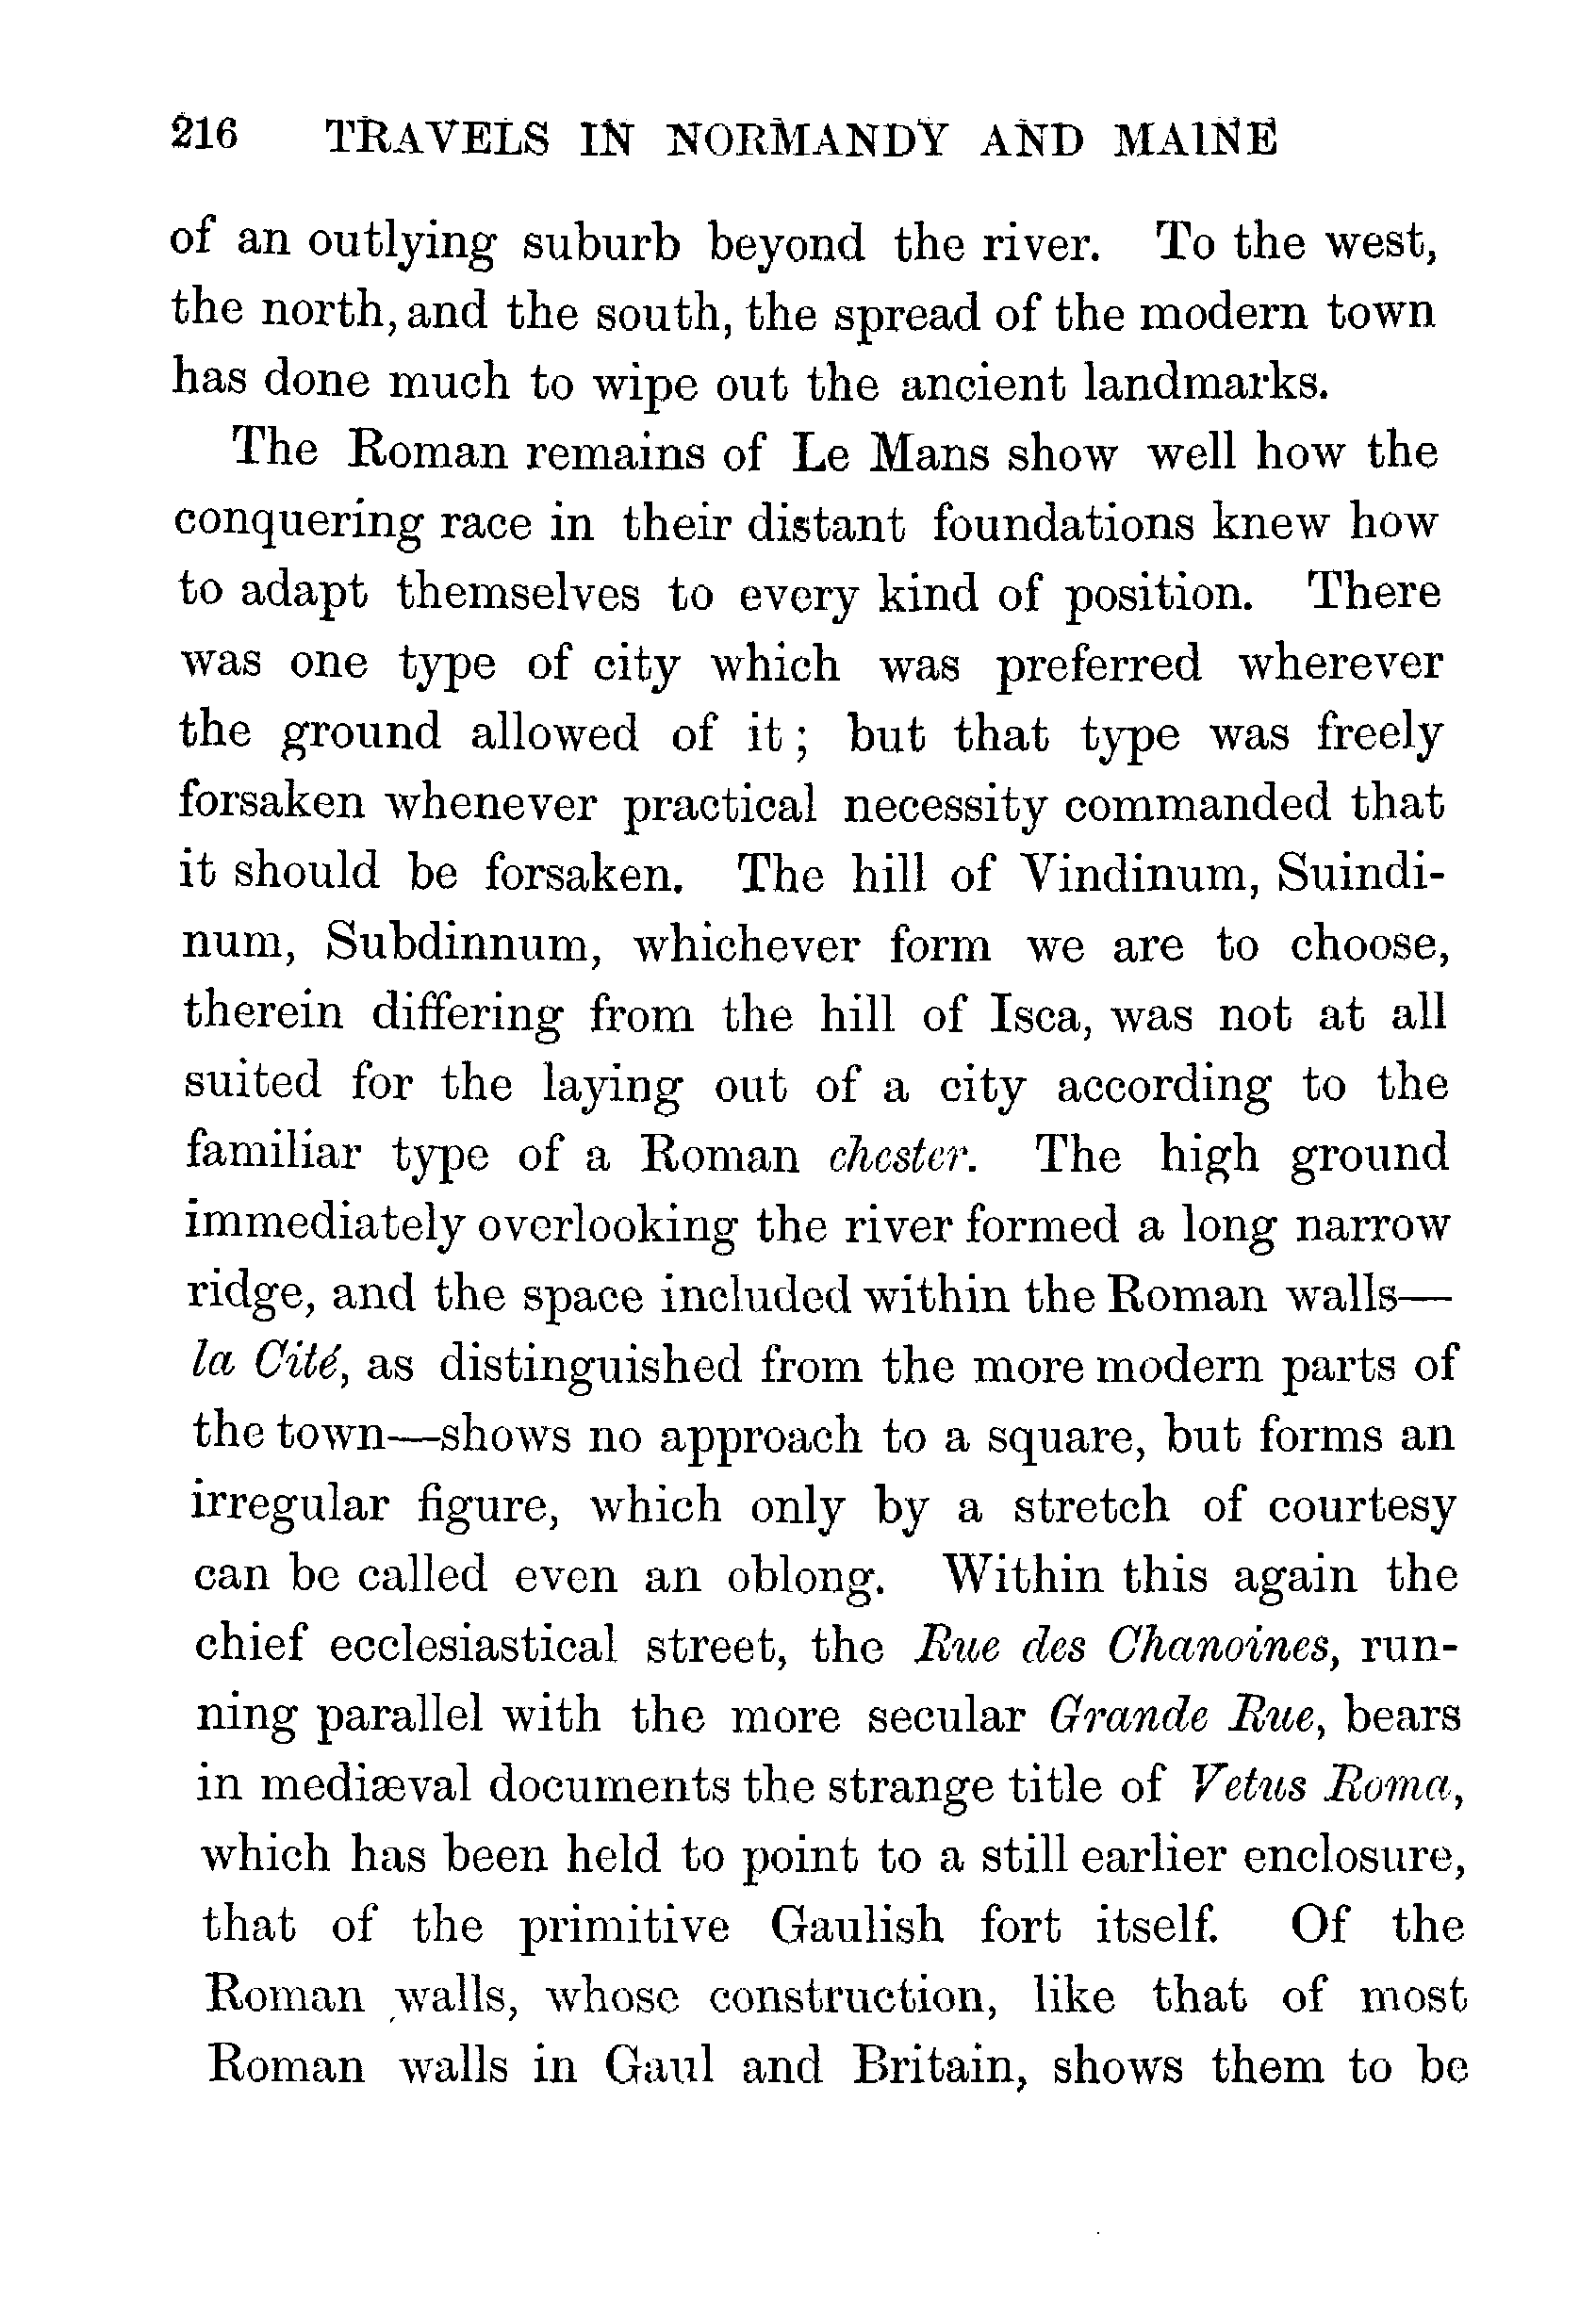 216 TRAVELS IN NORMANDY AND MAINE
of an outlying suburb beyond the river. To the west,
the north, and the south, the spread of the modern town
has done much to wipe out the ancient landmarks.
The Roman remains of Le Mans show well how the
conquering race in their distant foundations knew how
to adapt themselves to every kind of position. There
was one type of city which was preferred wherever
the ground allowed of it; but that type was freely
forsaken whenever practical necessity commanded that
it should be forsaken. The hill of Vindinum, Suindi-
num, Subdinnum, whichever form we are to choose,
therein differing from the hill of Isca, was not at all
suited for the laying out of a city according to the
familiar type of a Roman chester. The high ground
immediately overlooking the river formed a long narrow
ridge, and the space included within the Roman walls—
la Cité, as distinguished from the more modern parts of
the town—shows no approach to a square, but forms an
irregular figure, which only by a stretch of courtesy
can be called even an oblong. Within this again the
chief ecclesiastical street, the Rue des Chanoines, run-
ning parallel with the more secular Grande Rue, bears
in mediæval documents the strange title of Vetus Roma,
which has been held to point to a still earlier enclosure,
that of the primitive Gaulish fort itself. Of the
Roman walls, whose construction, like that of most
Roman walls in Gaul and Britain, shows them to be